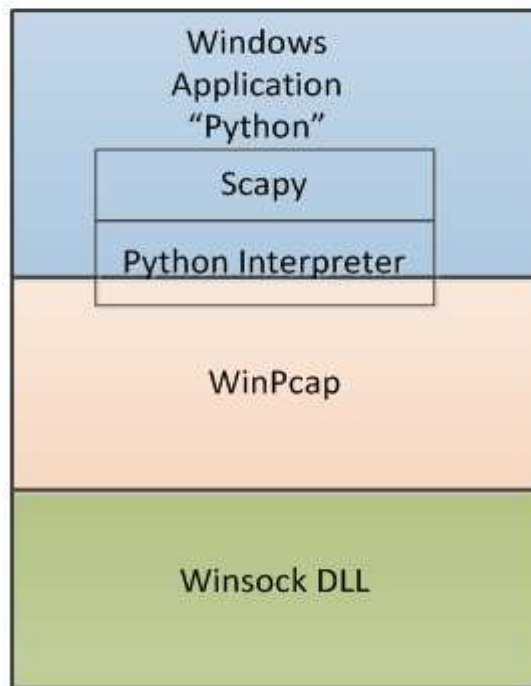 Windows
Application
“Python”
Scapy
Python Interpreter
WinPcap
Winsock DLL